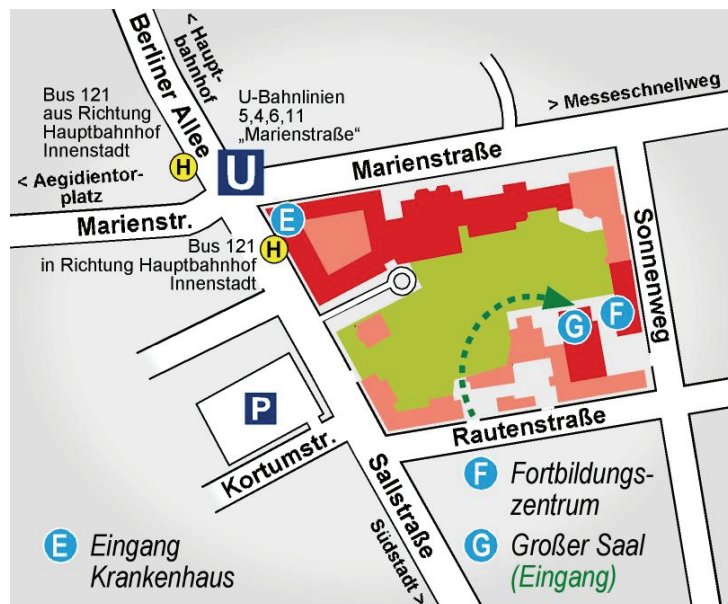 Berliner Allee
< Haupt-
bahnhof
Bus 121
aus Richtung
Hauptbahnhof
Innenstadt
H
U-Bahnlinien
5,4,6,11
„Marienstraße“
U
> Messeschnellweg
Marienstraße
< Aegidientor-
platz
Marienstr.
E
H
Bus 121
in Richtung Hauptbahnhof
Innenstadt
Sonnenweg
F
G
P
Kortumstr.
Sallstraße
Südstadt >
Rautenstraße
F Fortbildungs-
zentrum
G Großer Saal
(Eingang)
E Eingang
Krankenhaus